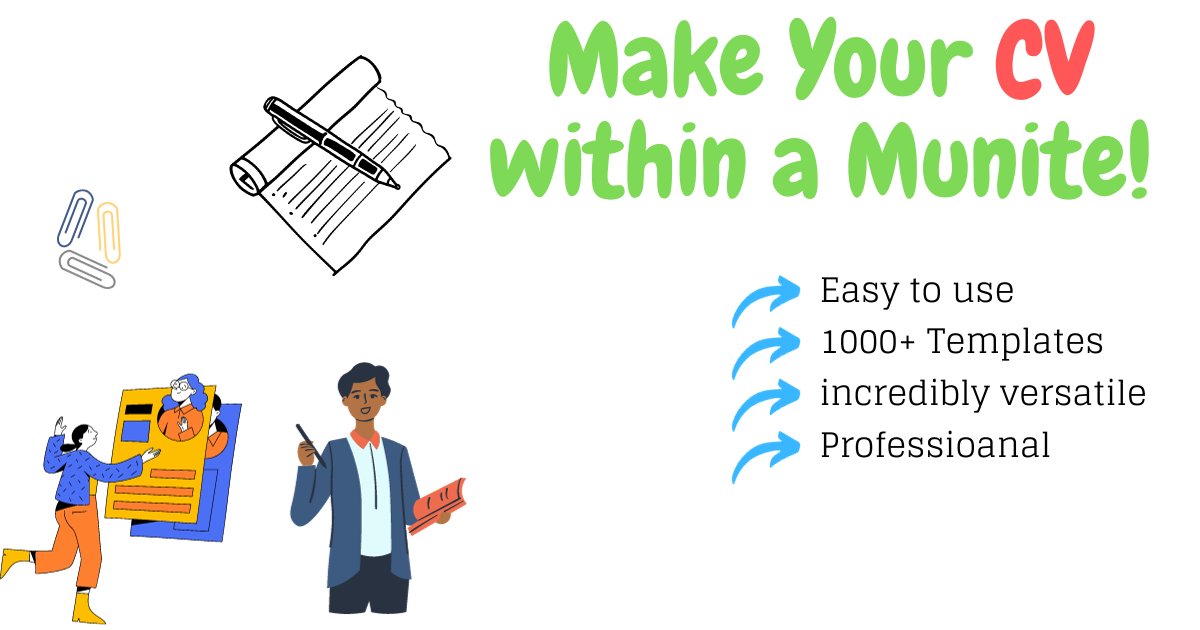 Make Your CV
within a Munite!
Easy to use
1000+ Templates
incredibly versatile
Professioanal